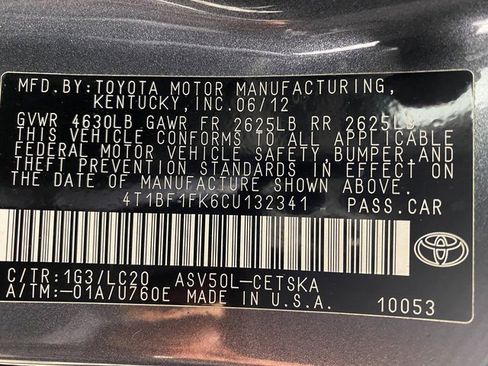 MFD.BY:TOYOTA MOTOR MANUFACTURING,
KENTUCKY,INC.06/12
GVWR 4630LB GAWR FR 2625LB RR 2625LB
THIS VEHICLE CONFORMS TO ALL APPLICABLE
FEDERAL MOTOR VEHICLE SAFETY,BUMPER,AND
THEFT PREVENTION STANDARDS IN EFFECT ON
THE DATE OF MANUFACTURE SHOWN ABOVE.
4T1BF1FK6CU132341 PASS.CAR
C/TR:1G3/LC20 ASV50L-CETSKA
A/TM:-01A/U760E MADE IN U.S.A. 10053